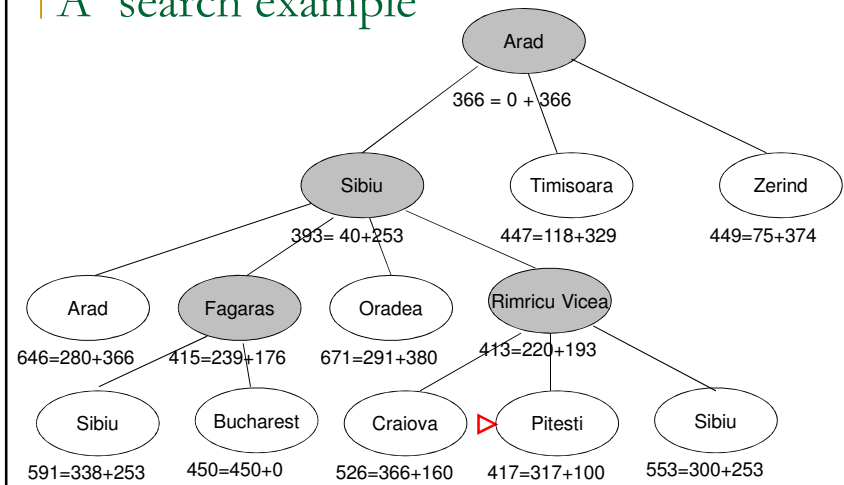 A* search example
Arad
366 = 0 + 366
Sibiu
Timisoara
Zerind
393= 40+253
447=118+329
449=75+374
Arad
Fagaras
Oradea
Rimricu Vicea
646=280+366
415=239+176
671=291+380
413=220+193
Sibiu
Bucharest
Craiova
Pitesti
Sibiu
591=338+253
450=450+0
526=366+160
417=317+100
553=300+253